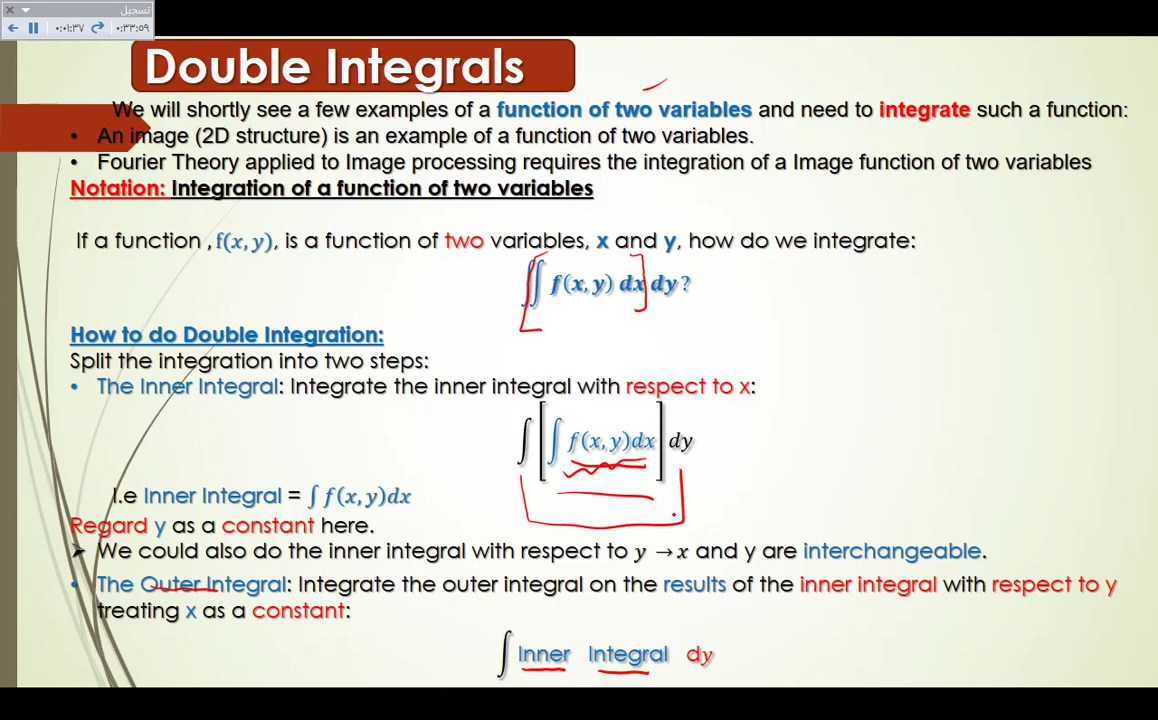 تسجيل
٠:٠١:٣٧ ٠:٣٣:٥٩
Double Integrals
We will shortly see a few examples of a function of two variables and need to integrate such a function:
• An image (2D structure) is an example of a function of two variables.
• Fourier Theory applied to Image processing requires the integration of a Image function of two variables
Notation: Integration of a function of two variables
If a function , f(x, y), is a function of two variables, x and y, how do we integrate:
∬ f(x, y) dx dy ?
How to do Double Integration:
Split the integration into two steps:
• The Inner Integral: Integrate the inner integral with respect to x:
∫ [∫ f(x, y)dx] dy
I.e Inner Integral = ∫ f(x, y)dx
Regard y as a constant here.
➤ We could also do the inner integral with respect to y → x and y are interchangeable.
• The Outer Integral: Integrate the outer integral on the results of the inner integral with respect to y
treating x as a constant:
∫ Inner Integral dy